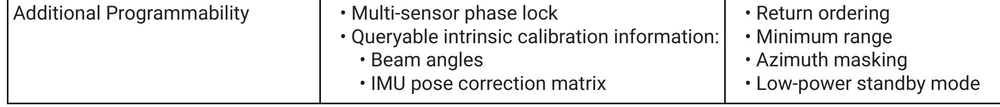 Additional Programmability
• Multi-sensor phase lock
• Queryable intrinsic calibration information:
• Beam angles
• IMU pose correction matrix
• Return ordering
• Minimum range
• Azimuth masking
• Low-power standby mode